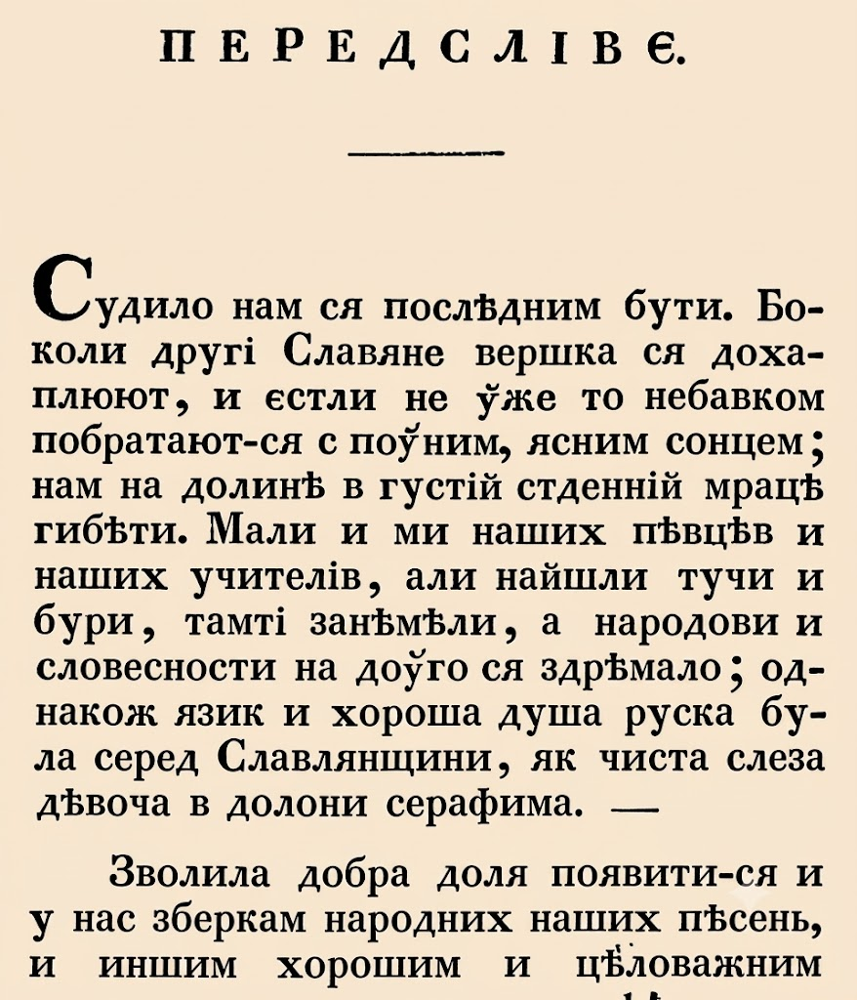 ПЕРЕДСЛІВЄ.
Судило нам ся послѣдним бути. Бо-
коли другі Славяне вершка ся доха-
плюют, и єстли не ўже то небавком
побратают-ся с поўним, ясним сонцем;
нам на долинѣ в густій стденній мрацѣ
гибѣти. Мали и ми наших пѣвцѣв и
наших учителів, али найшли тучи и
бури, тамті занѣмѣли, а народови и
словесности на доўго ся здрѣмало; од-
накож язик и хороша душа руска бу-
ла серед Славлянщини, як чиста слеза
дѣвоча в долони серафима. —
Зволила добра доля появити-ся и
у нас зберкам народних наших пѣсень,
и иншим хорошим и цѣловажним